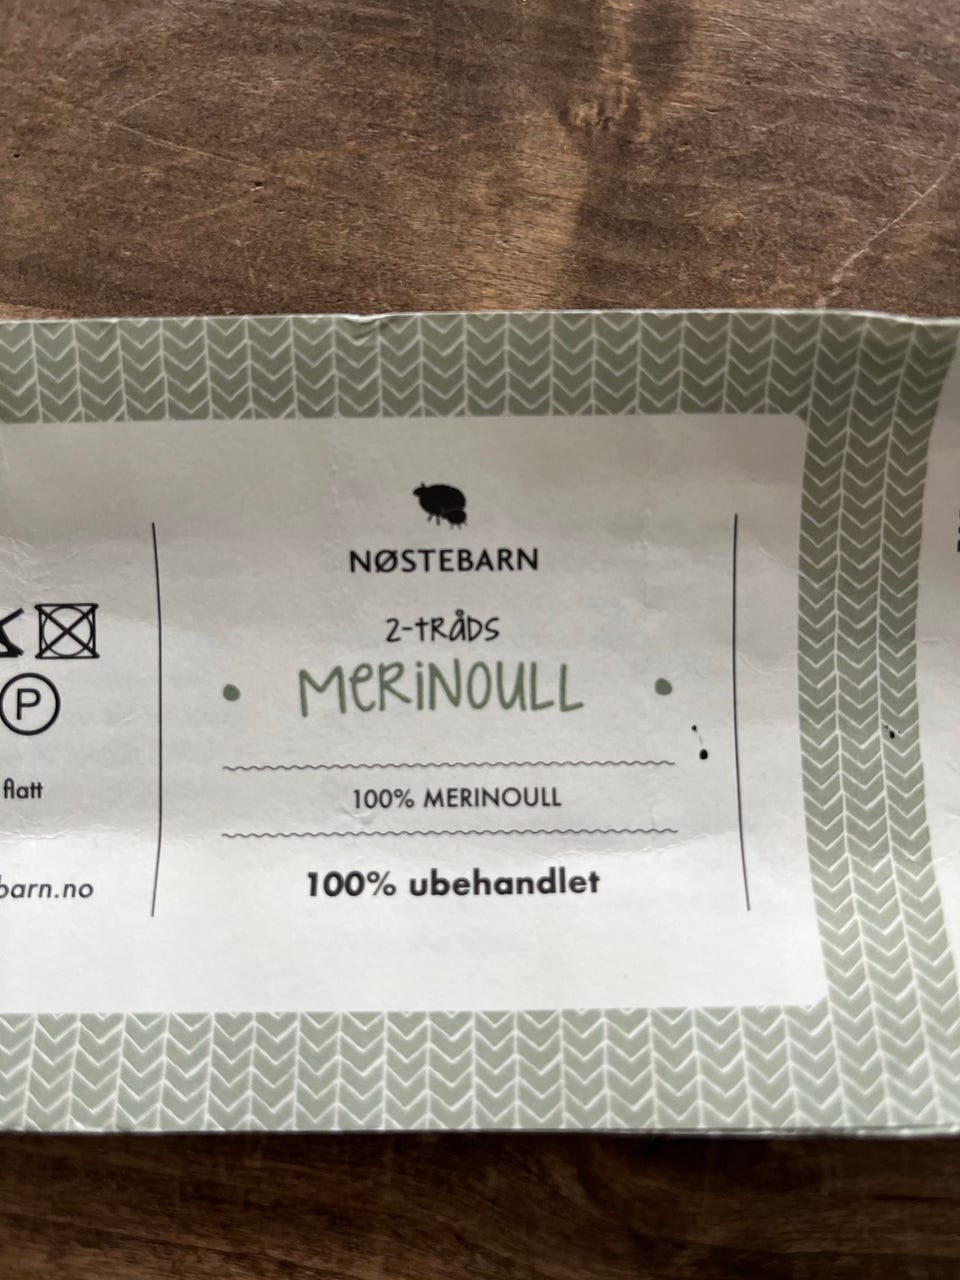 NØSTEBARN
2-tRÅDS
MeRiNOULL
100% MERINOULL
100% ubehandlet
P
flatt
barn.no